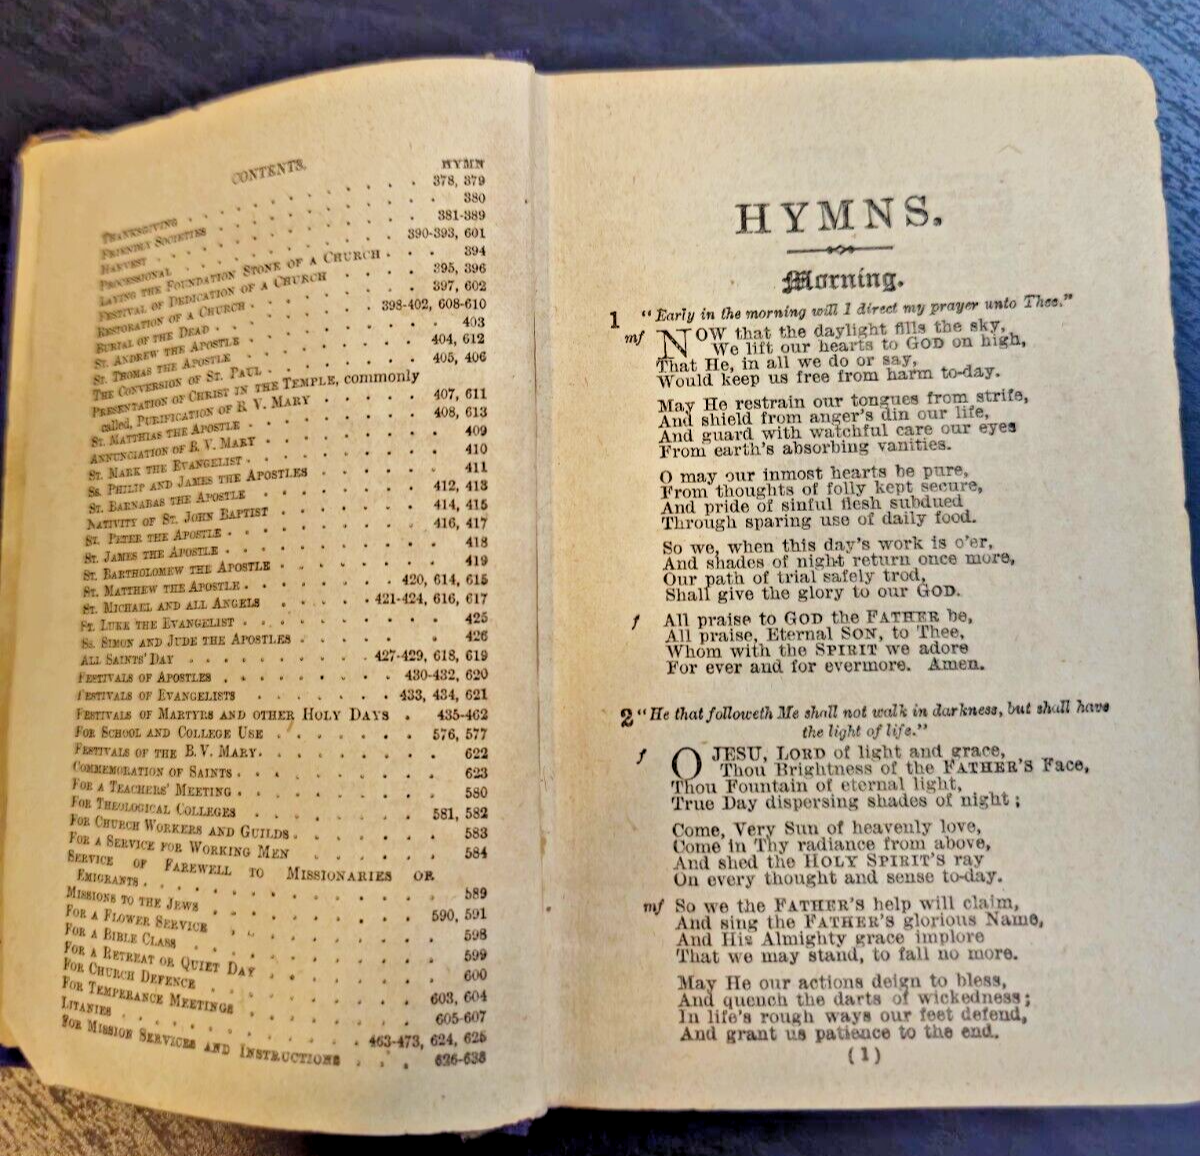 CONTENTS.
HYMN
THANKSGIVING . . . . . . 378, 379
FRIENDLY SOCIETIES . . . . . . 380
HARVEST . . . . . . 381-389
PROCESSIONAL . . . . . . 390-393, 601
LAYING THE FOUNDATION STONE OF A CHURCH . . . 394
FESTIVAL OF DEDICATION OF A CHURCH . . . 395, 396
RESTORATION OF A CHURCH . . . . . 397, 602
BURIAL OF THE DEAD . . . . 398-402, 608-610
ST. ANDREW THE APOSTLE . . . . . . 403
ST. THOMAS THE APOSTLE . . . . . 404, 612
THE CONVERSION OF ST. PAUL . . . . . 405, 406
PRESENTATION OF CHRIST IN THE TEMPLE, commonly
called, PURIFICATION OF B. V. MARY . . . . 407, 611
ST. MATTHIAS THE APOSTLE . . . . . 408, 613
ANNUNCIATION OF B. V. MARY . . . . . . 409
ST. MARK THE EVANGELIST . . . . . . 410
SS. PHILIP AND JAMES THE APOSTLES . . . . . 411
ST. BARNABAS THE APOSTLE . . . . . 412, 413
NATIVITY OF ST. JOHN BAPTIST . . . . . 414, 415
ST. PETER THE APOSTLE . . . . . . 416, 417
ST. JAMES THE APOSTLE . . . . . . 418
ST. BARTHOLOMEW THE APOSTLE . . . . . . 419
ST. MATTHEW THE APOSTLE . . . . . 420, 614, 615
ST. MICHAEL AND ALL ANGELS . . . . 421-424, 616, 617
ST. LUKE THE EVANGELIST . . . . . . 425
SS. SIMON AND JUDE THE APOSTLES . . . . . 426
ALL SAINTS' DAY . . . . . . 427-429, 618, 619
FESTIVALS OF APOSTLES . . . . . . 430-432, 620
FESTIVALS OF EVANGELISTS . . . . . . 433, 434, 621
FESTIVALS OF MARTYRS AND OTHER HOLY DAYS . 435-462
FOR SCHOOL AND COLLEGE USE . . . . . 576, 577
FESTIVALS OF THE B. V. MARY . . . . . . 622
COMMEMORATION OF SAINTS . . . . . . 623
FOR A TEACHERS' MEETING . . . . . . 580
FOR THEOLOGICAL COLLEGES . . . . . 581, 582
FOR CHURCH WORKERS AND GUILDS . . . . . 583
FOR A SERVICE FOR WORKING MEN . . . . . 584
SERVICE OF FAREWELL TO MISSIONARIES OR
EMIGRANTS . . . . . . . 589
MISSIONS TO THE JEWS . . . . . . 590, 591
FOR A FLOWER SERVICE . . . . . . 598
FOR A BIBLE CLASS . . . . . . 599
FOR A RETREAT OR QUIET DAY . . . . . . 600
FOR CHURCH DEFENCE . . . . . . 603, 604
FOR TEMPERANCE MEETINGS . . . . . 605-607
LITANIES . . . . . . 463-473, 624, 625
FOR MISSION SERVICES AND INSTRUCTIONS . . . 626-638
HYMNS.
Morning.
1 "Early in the morning will I direct my prayer unto Thee."
mf NOW that the daylight fills the sky,
We lift our hearts to GOD on high,
That He, in all we do or say,
Would keep us free from harm to-day.
May He restrain our tongues from strife,
And shield from anger's din our life,
And guard with watchful care our eyes
From earth's absorbing vanities.
O may our inmost hearts be pure,
From thoughts of folly kept secure,
And pride of sinful flesh subdued
Through sparing use of daily food.
So we, when this day's work is o'er,
And shades of night return once more,
Our path of trial safely trod,
Shall give the glory to our GOD.
f All praise to GOD the FATHER be,
All praise, Eternal SON, to Thee,
Whom with the SPIRIT we adore
For ever and for evermore. Amen.
2 "He that followeth Me shall not walk in darkness, but shall have
the light of life."
f O JESU, LORD of light and grace,
Thou Brightness of the FATHER'S Face,
Thou Fountain of eternal light,
True Day dispersing shades of night;
Come, Very Sun of heavenly love,
Come in Thy radiance from above,
And shed the HOLY SPIRIT'S ray
On every thought and sense to-day.
mf So we the FATHER'S help will claim,
And sing the FATHER'S glorious Name,
And His Almighty grace implore
That we may stand, to fall no more.
May He our actions deign to bless,
And quench the darts of wickedness;
In life's rough ways our feet defend,
And grant us patience to the end.
(1)